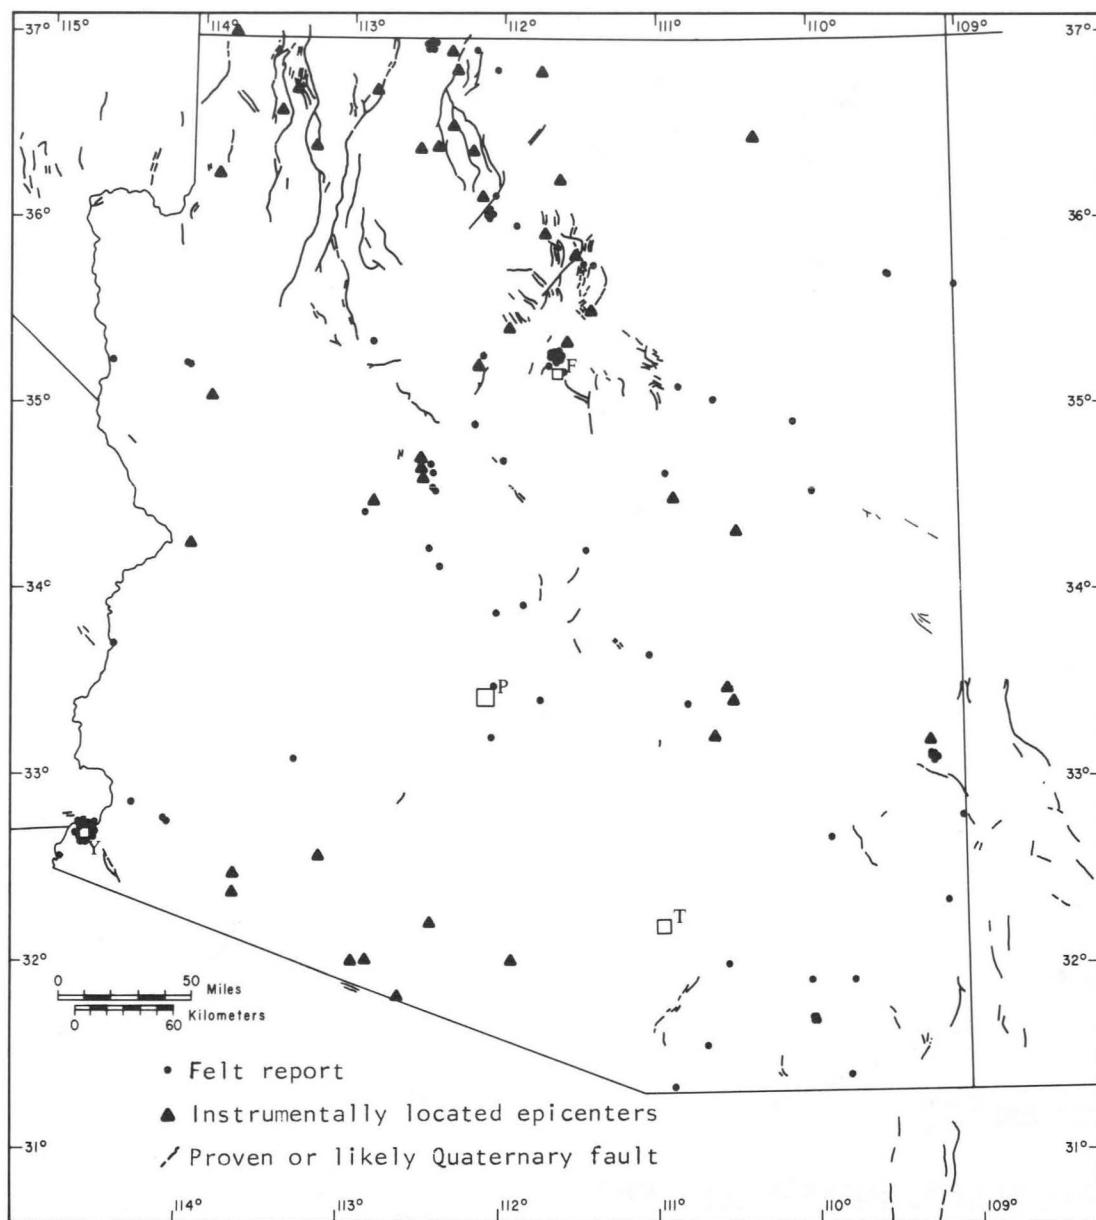 115° 114° 113° 112° 111° 110° 109°
37° 37°
36° 36°
F
35° 35°
34° 34°
P
33° 33°
Y
T
32° 32°
0 50 Miles
0 60 Kilometers
Felt report
Instrumentally located epicenters
Proven or likely Quaternary fault
31° 31°
114° 113° 112° 111° 110° 109°